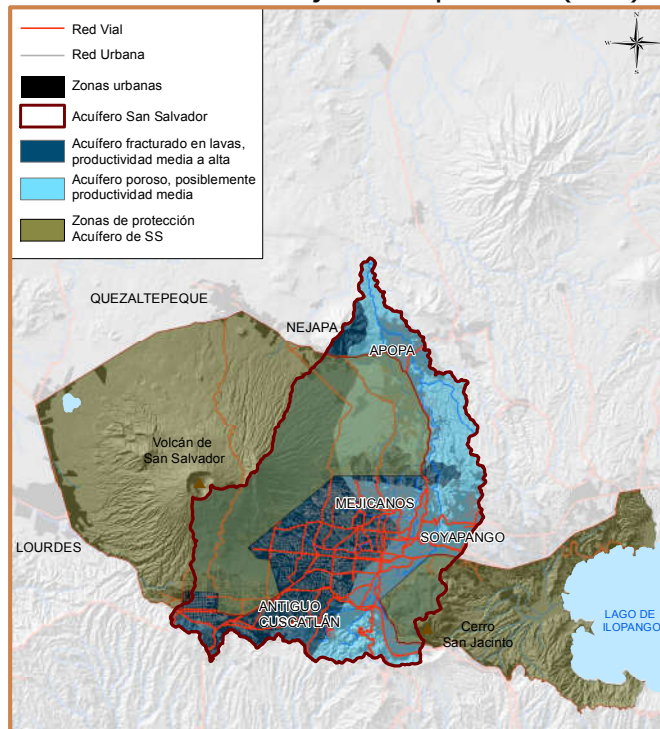 Red Vial
Red Urbana
Zonas urbanas
Acuífero San Salvador
Acuífero fracturado en lavas,
productividad media a alta
Acuífero poroso, posiblemente
productividad media
Zonas de protección
Acuífero de SS
N
W
E
S
QUEZALTEPEQUE
NEJAPA
APOPA
Volcán de
San Salvador
MEJICANOS
SOYAPANGO
LOURDES
ANTIGUO
CUSCATLÁN
Cerro
San Jacinto
LAGO DE
ILOPANGO